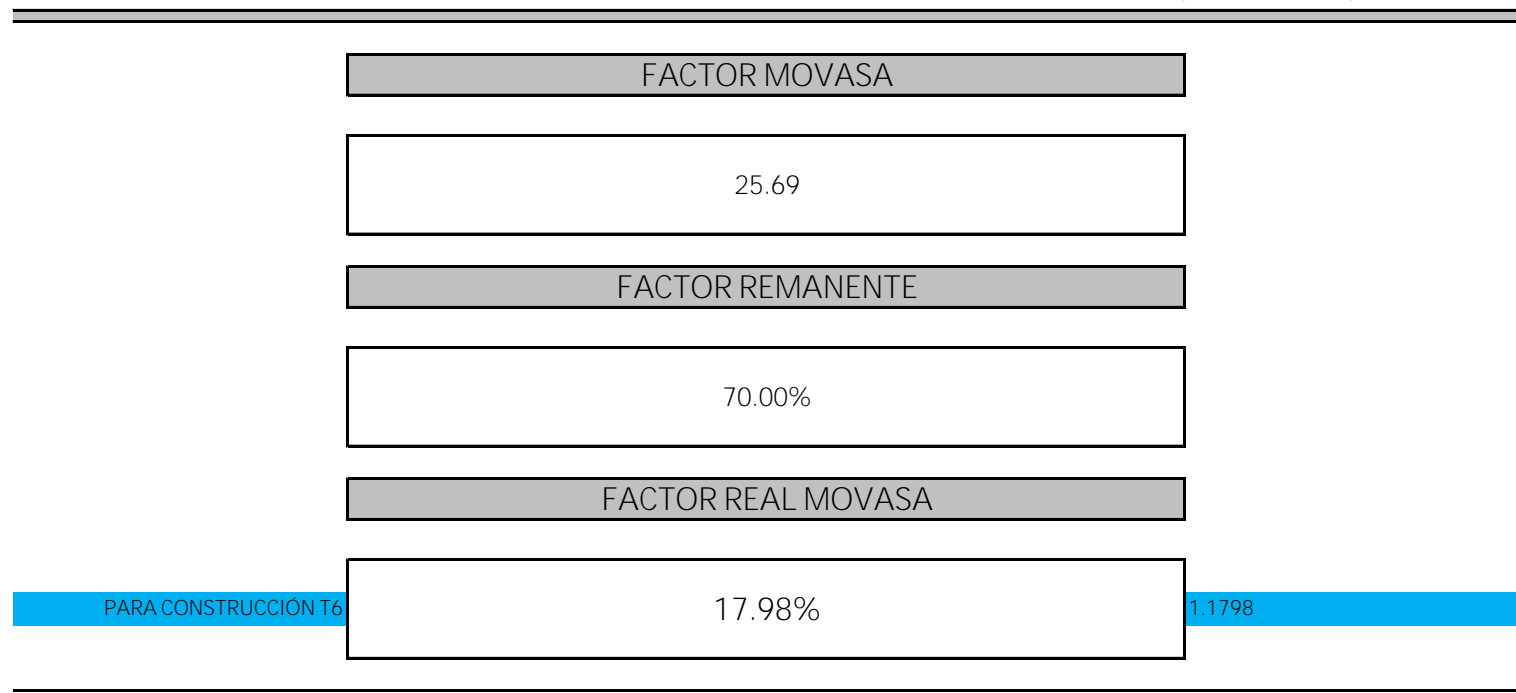 FACTOR MOVASA
25.69
FACTOR REMANENTE
70.00%
FACTOR REAL MOVASA
PARA CONSTRUCCIÓN T6 17.98% 1.1798